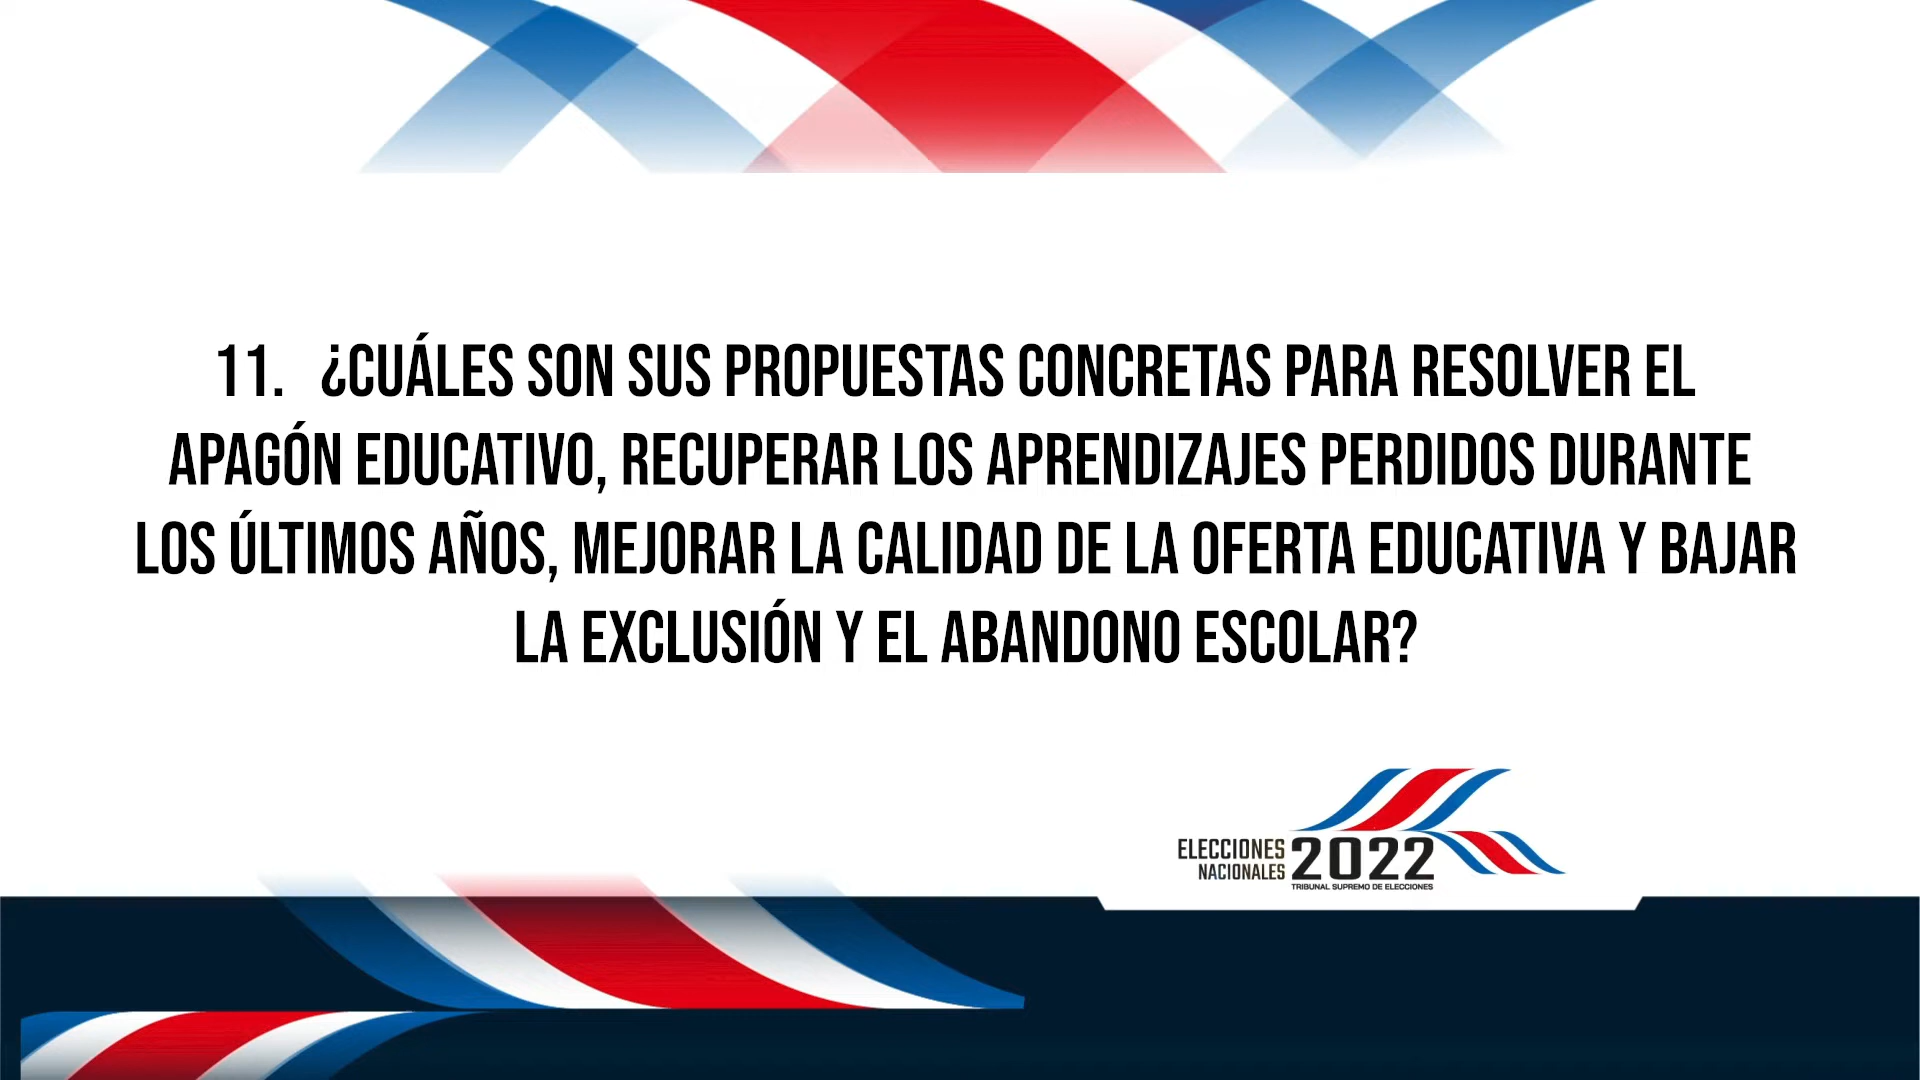 11. ¿CUÁLES SON SUS PROPUESTAS CONCRETAS PARA RESOLVER EL
APAGÓN EDUCATIVO, RECUPERAR LOS APRENDIZAJES PERDIDOS DURANTE
LOS ÚLTIMOS AÑOS, MEJORAR LA CALIDAD DE LA OFERTA EDUCATIVA Y BAJAR
LA EXCLUSIÓN Y EL ABANDONO ESCOLAR?
ELECCIONES
NACIONALES
2022
TRIBUNAL SUPREMO DE ELECCIONES